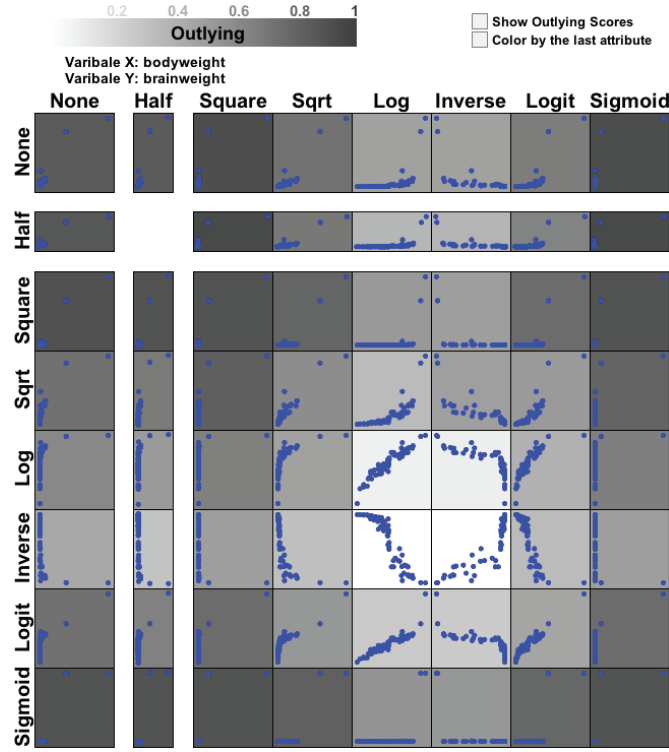 0.2 0.4 0.6 0.8 1
Outlying
Show Outlying Scores
Color by the last attribute
Varibale X: bodyweight
Varibale Y: brainweight
None Half Square Sqrt Log Inverse Logit Sigmoid
None
Half
Square
Sqrt
Log
Inverse
Logit
Sigmoid